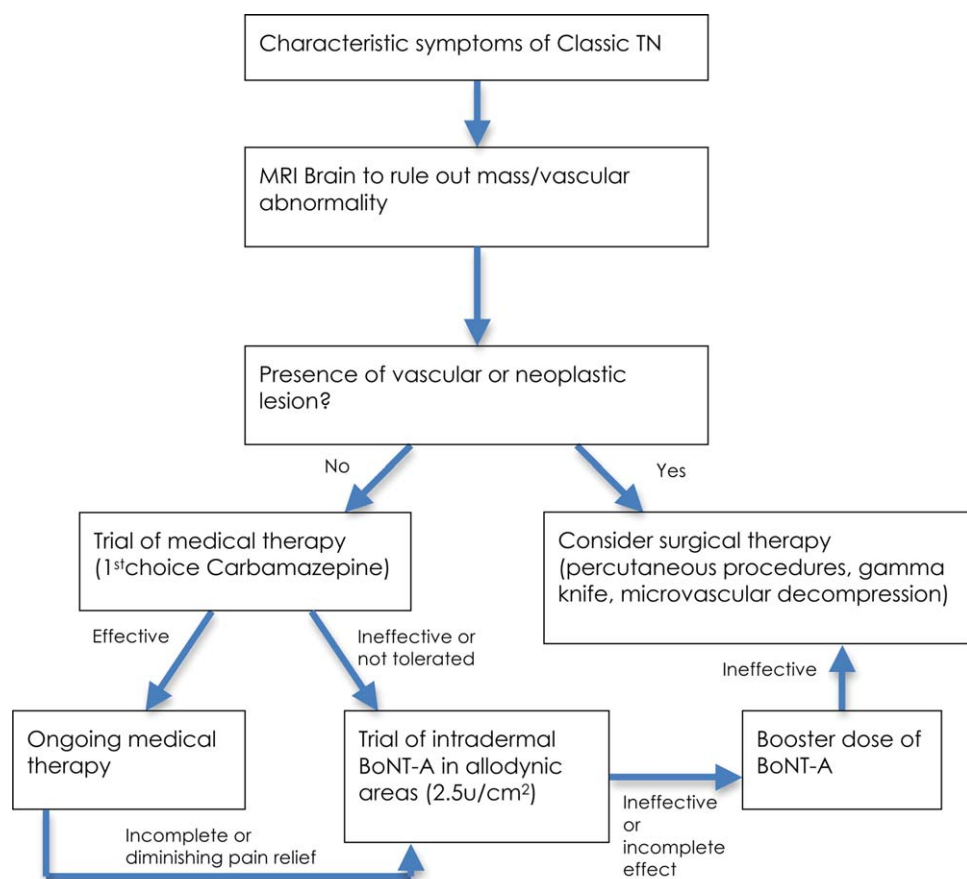 Characteristic symptoms of Classic TN
MRI Brain to rule out mass/vascular
abnormality
Presence of vascular or neoplastic
lesion?
No
Yes
Trial of medical therapy
(1stchoice Carbamazepine)
Consider surgical therapy
(percutaneous procedures, gamma
knife, microvascular decompression)
Effective
Ineffective or
not tolerated
Ineffective
Ongoing medical
therapy
Trial of intradermal
BoNT-A in allodynic
areas (2.5u/cm²)
Booster dose of
BoNT-A
Ineffective
or
incomplete
effect
Incomplete or
diminishing pain relief